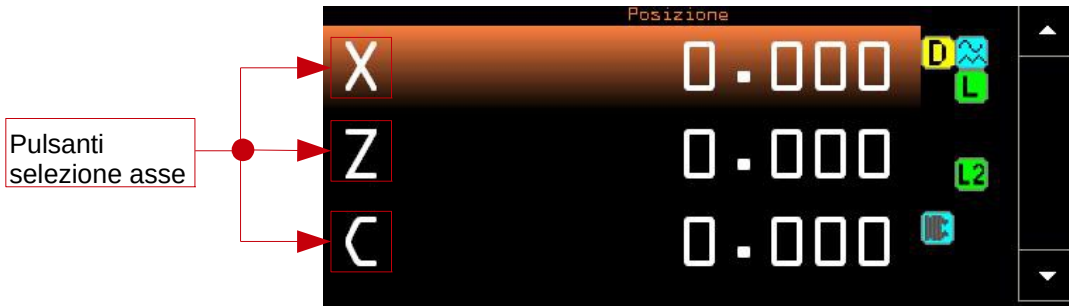 Posizione
X 0.000 D
L
Pulsanti
selezione asse
Z 0.000 L2
C 0.000